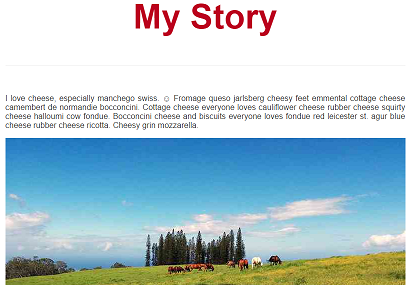 My Story
I love cheese, especially manchego swiss. ☺ Fromage queso jarlsberg cheesy feet emmental cottage cheese
camembert de normandie bocconcini. Cottage cheese everyone loves cauliflower cheese rubber cheese squirty
cheese halloumi cow fondue. Bocconcini cheese and biscuits everyone loves fondue red leicester st. agur blue
cheese rubber cheese ricotta. Cheesy grin mozzarella.